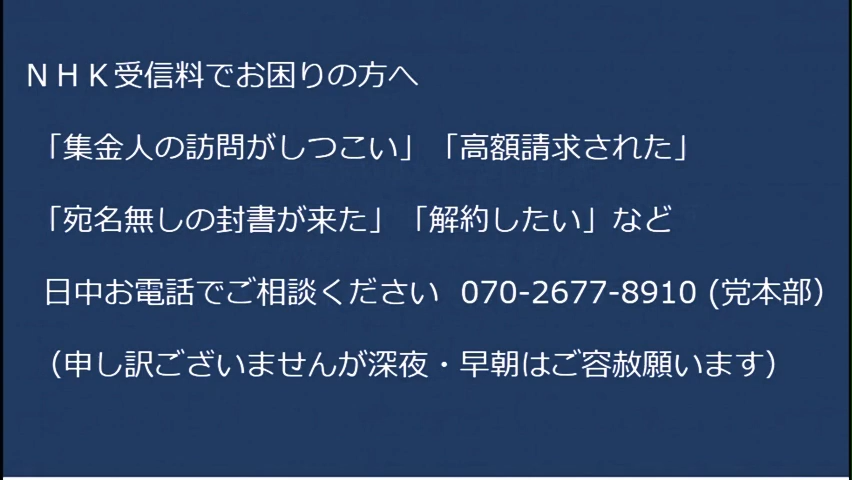 ＮＨＫ受信料でお困りの方へ
「集金人の訪問がしつこい」「高額請求された」
「宛名無しの封書が来た」「解約したい」など
日中お電話でご相談ください 070-2677-8910 (党本部）
（申し訳ございませんが深夜・早朝はご容赦願います）